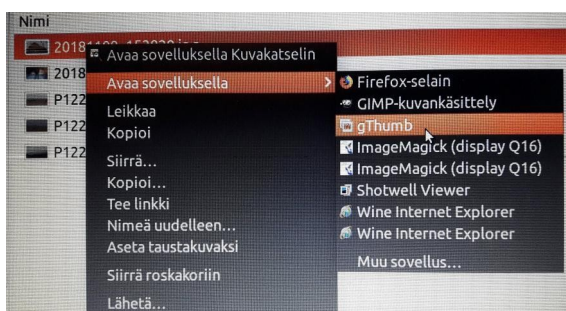 Nimi
2018
Avaa sovelluksella Kuvakatselin
2018
Avaa sovelluksella
P122
Leikkaa
P122
Kopioi
P122
Siirrä...
Kopioi...
Tee linkki
Nimeä uudelleen...
Aseta taustakuvaksi
Siirrä roskakoriin
Lähetä...
Firefox-selain
GIMP-kuvankäsittely
gThumb
ImageMagick (display Q16)
ImageMagick (display Q16)
Shotwell Viewer
Wine Internet Explorer
Wine Internet Explorer
Muu sovellus...